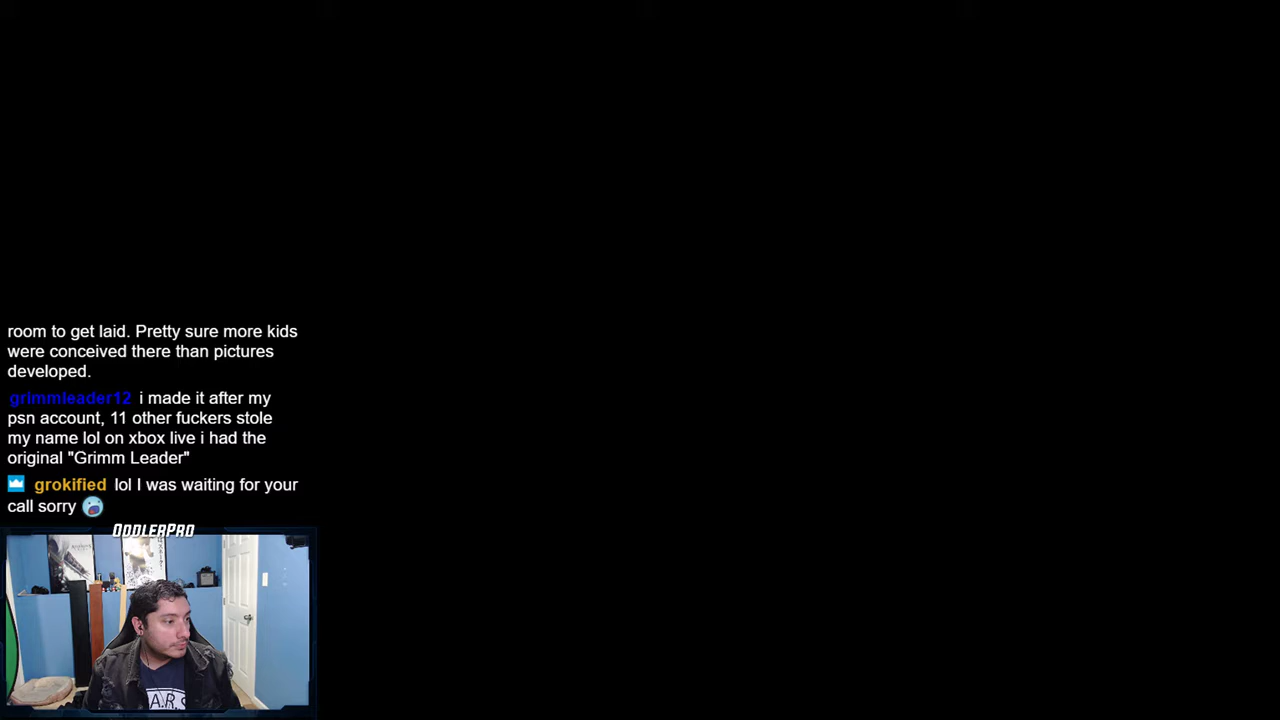 room to get laid. Pretty sure more kids
were conceived there than pictures
developed.
grimmleader12 i made it after my
psn account, 11 other fuckers stole
my name lol on xbox live i had the
original "Grimm Leader"
grokified lol I was waiting for your
call sorry
ODDLERPRO
A.R.S